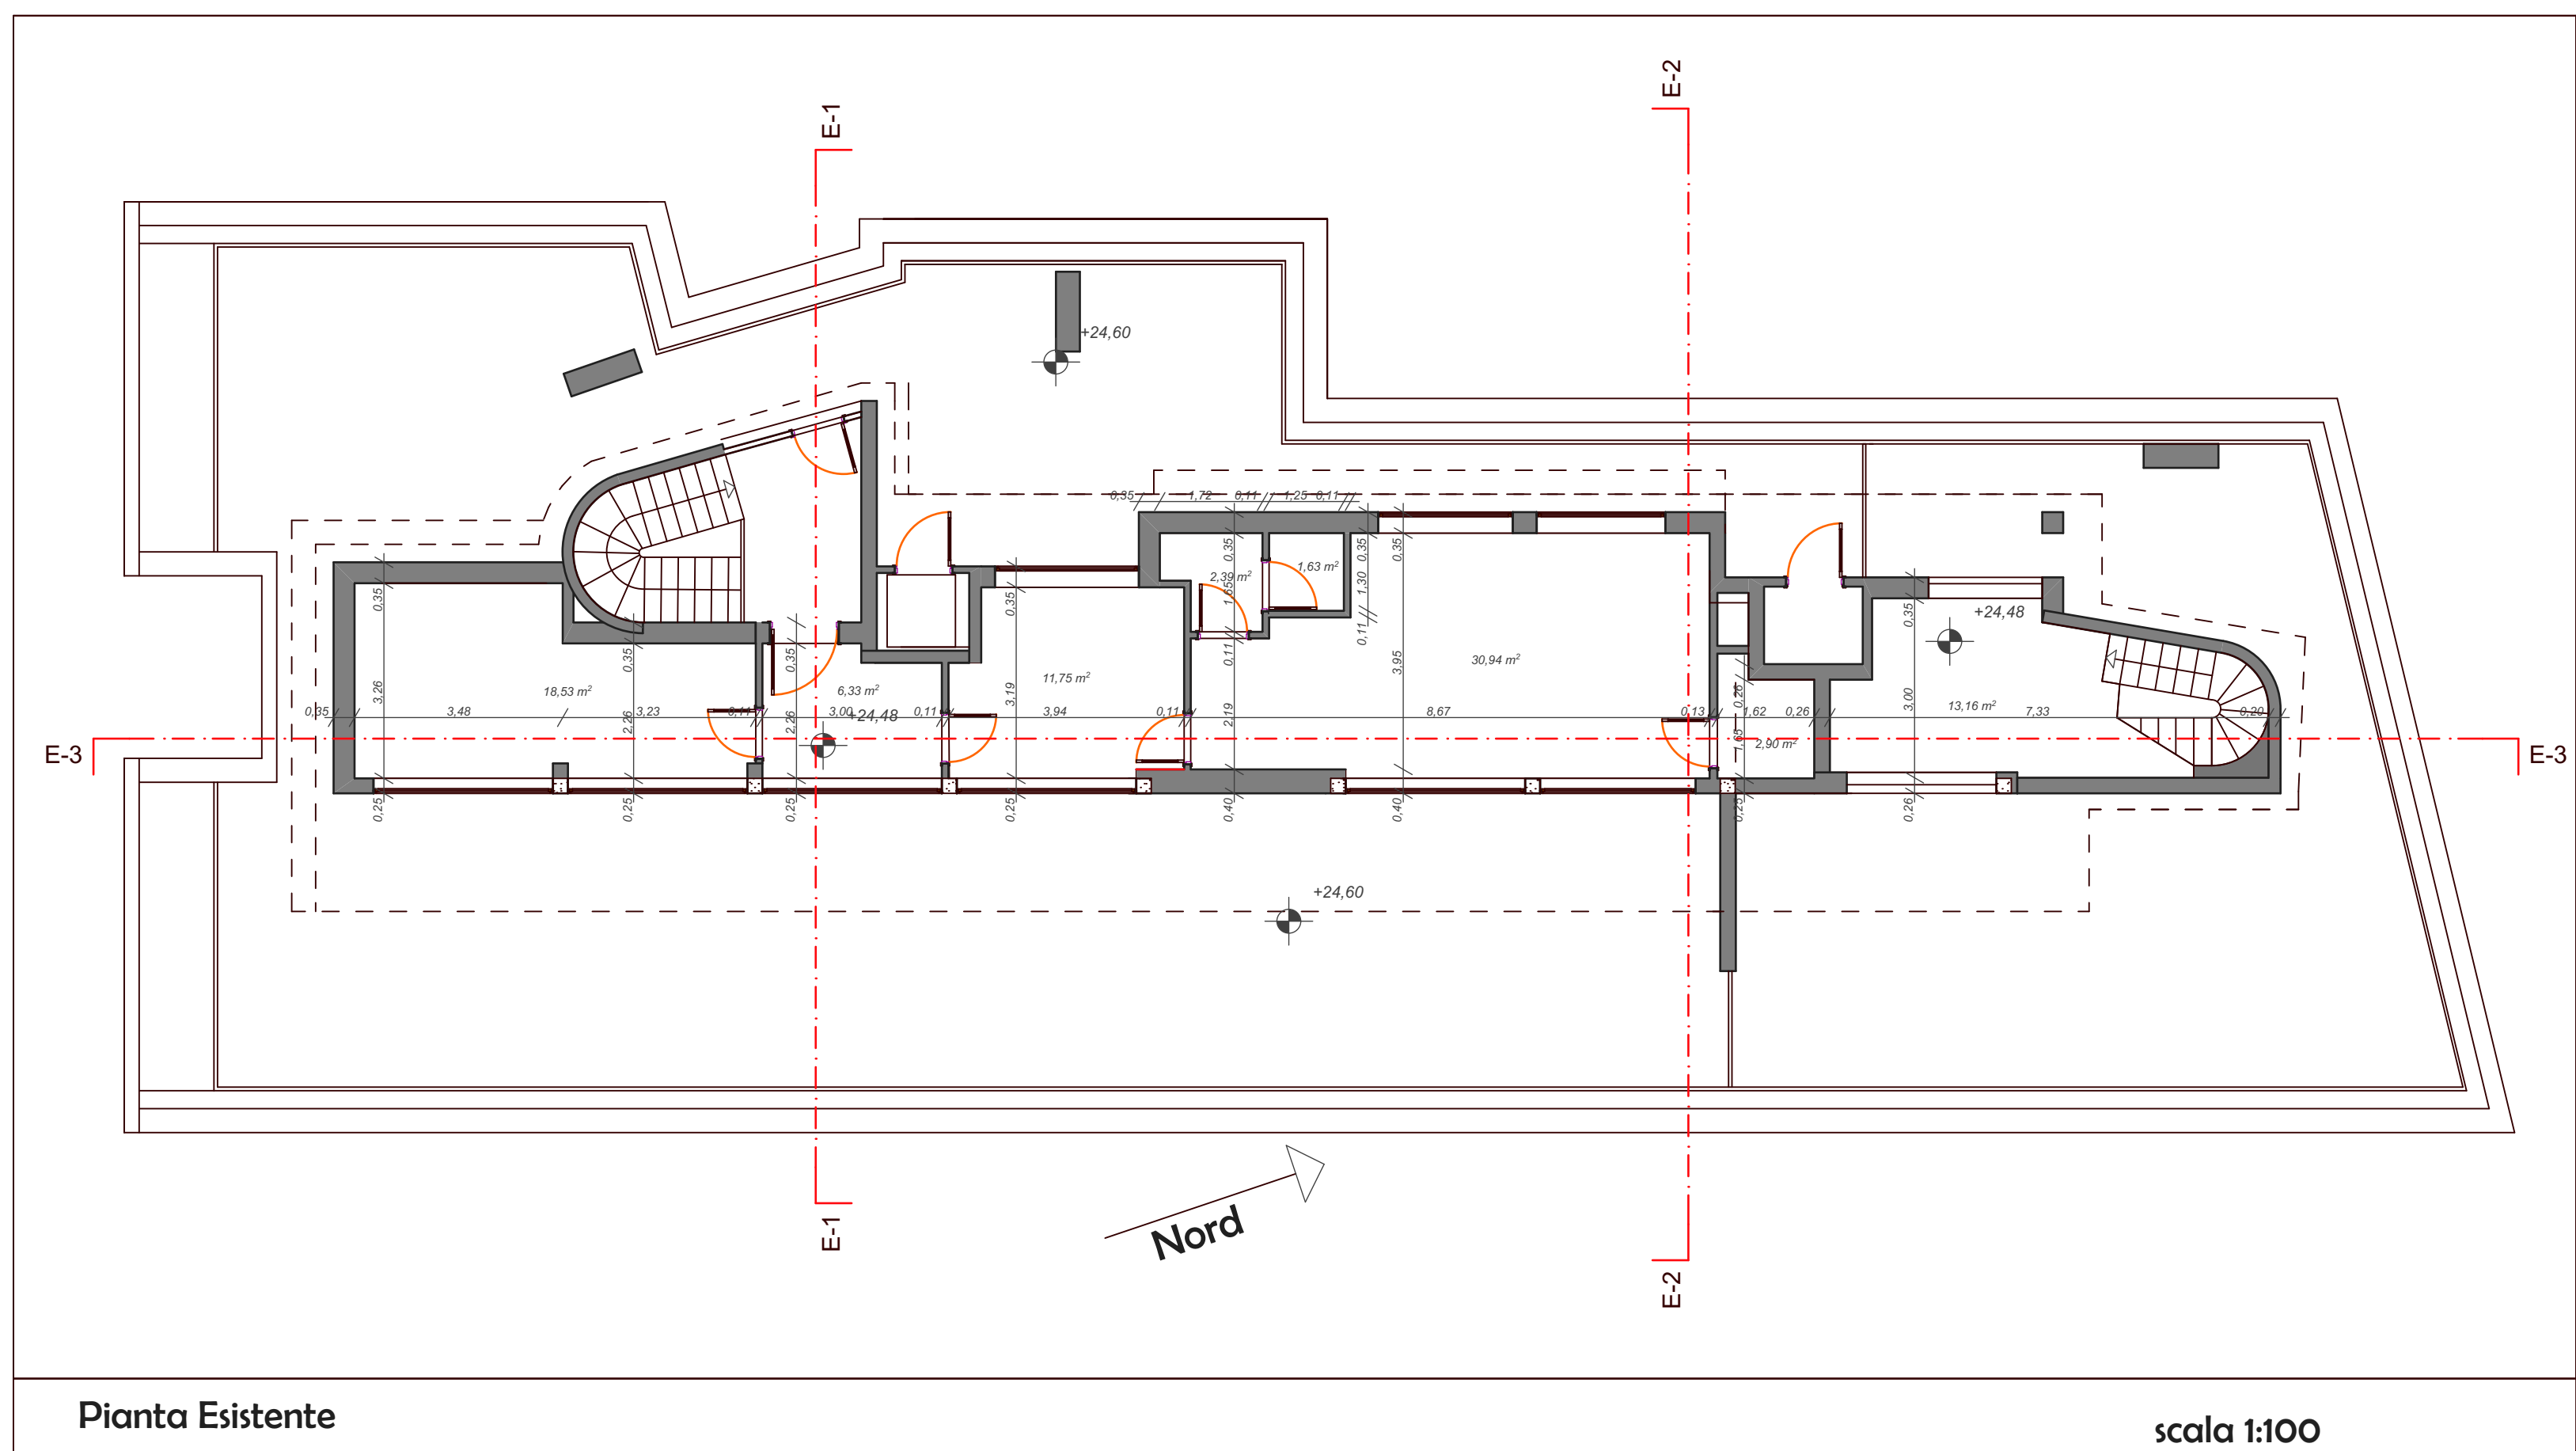 E-2
E-1
+24,60
0,35 1,72 0,11 1,25 0,11
0,35 0,35 0,35
2,39 m²
1,63 m²
1,65
1,30
0,35
0,35
0,35
+24,48
0,11
0,11
0,35
0,35
3,95
30,94 m²
11,75 m²
18,53 m²
6,33 m²
3,26
3,19
0,26
3,00
13,16 m²
0,35 3,48 3,23 0,11 3,00 0,11 3,94 0,11 8,67 0,13 1,62 0,26 7,33 0,20
2,26
2,26
2,19
+24,48
1,65
2,90 m²
E-3
E-3
0,25 0,25 0,25 0,25 0,40 0,40 0,25 0,26
+24,60
Nord
E-1
E-2
Pianta Esistente
scala 1:100